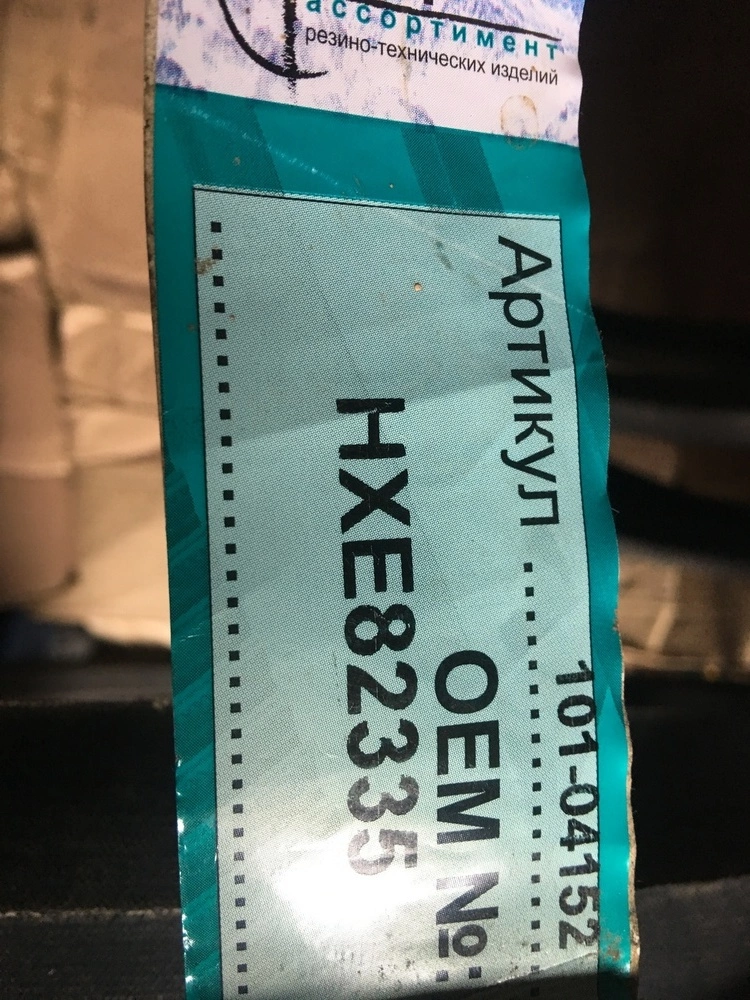 ассортимент
резино-технических изделий
Артикул ........ 101-04152
OEM №
HXE82335